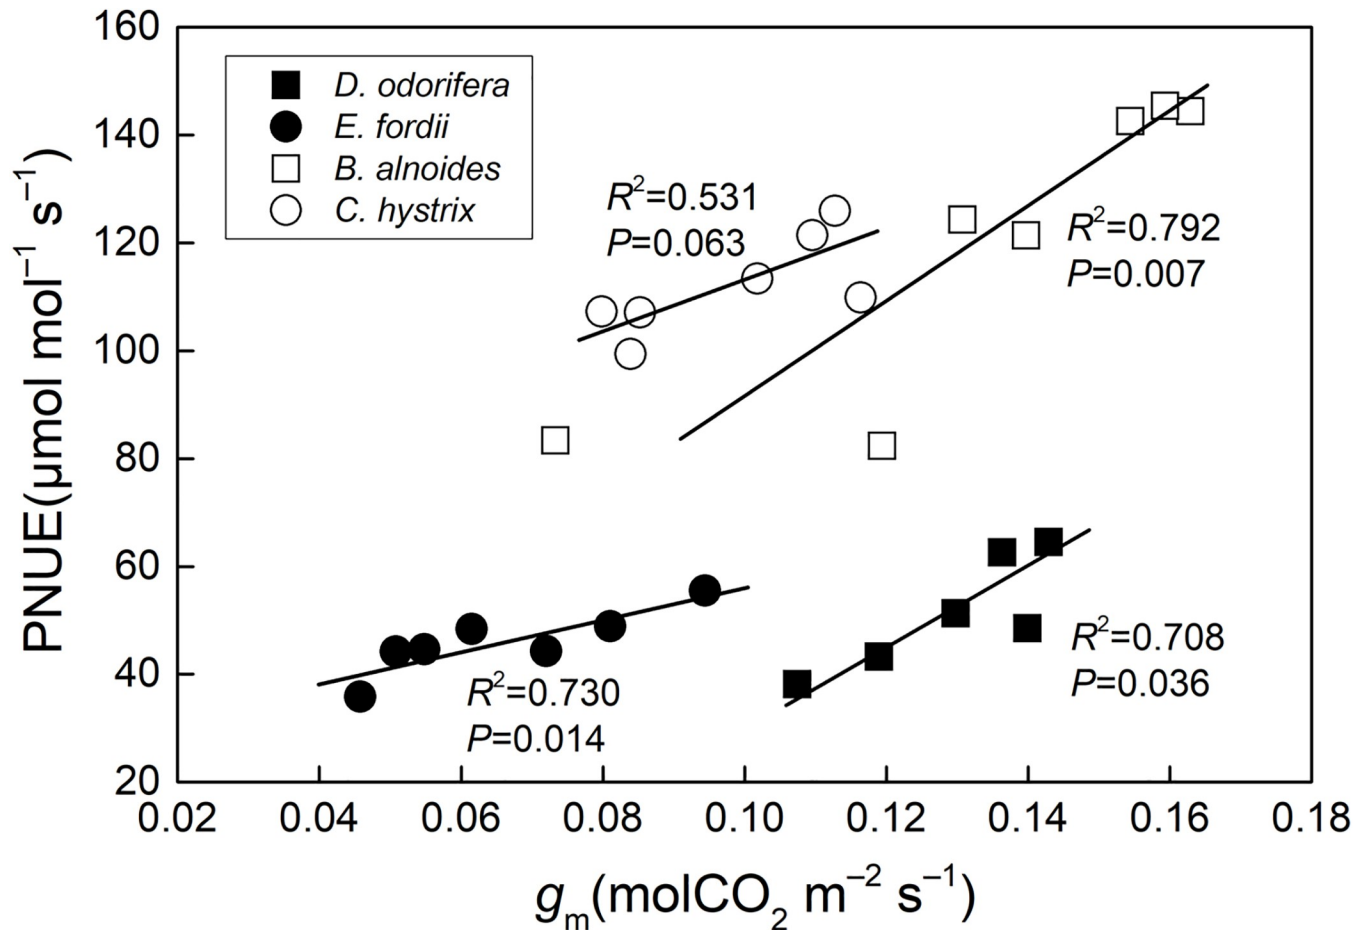 160
140
120
100
80
60
40
20
PNUE(μmol mol⁻¹ s⁻¹)
D. odorifera
E. fordii
B. alnoides
C. hystrix
R²=0.531
P=0.063
R²=0.792
P=0.007
R²=0.730
P=0.014
R²=0.708
P=0.036
0.02 0.04 0.06 0.08 0.10 0.12 0.14 0.16 0.18
gₘ(molCO₂ m⁻² s⁻¹)